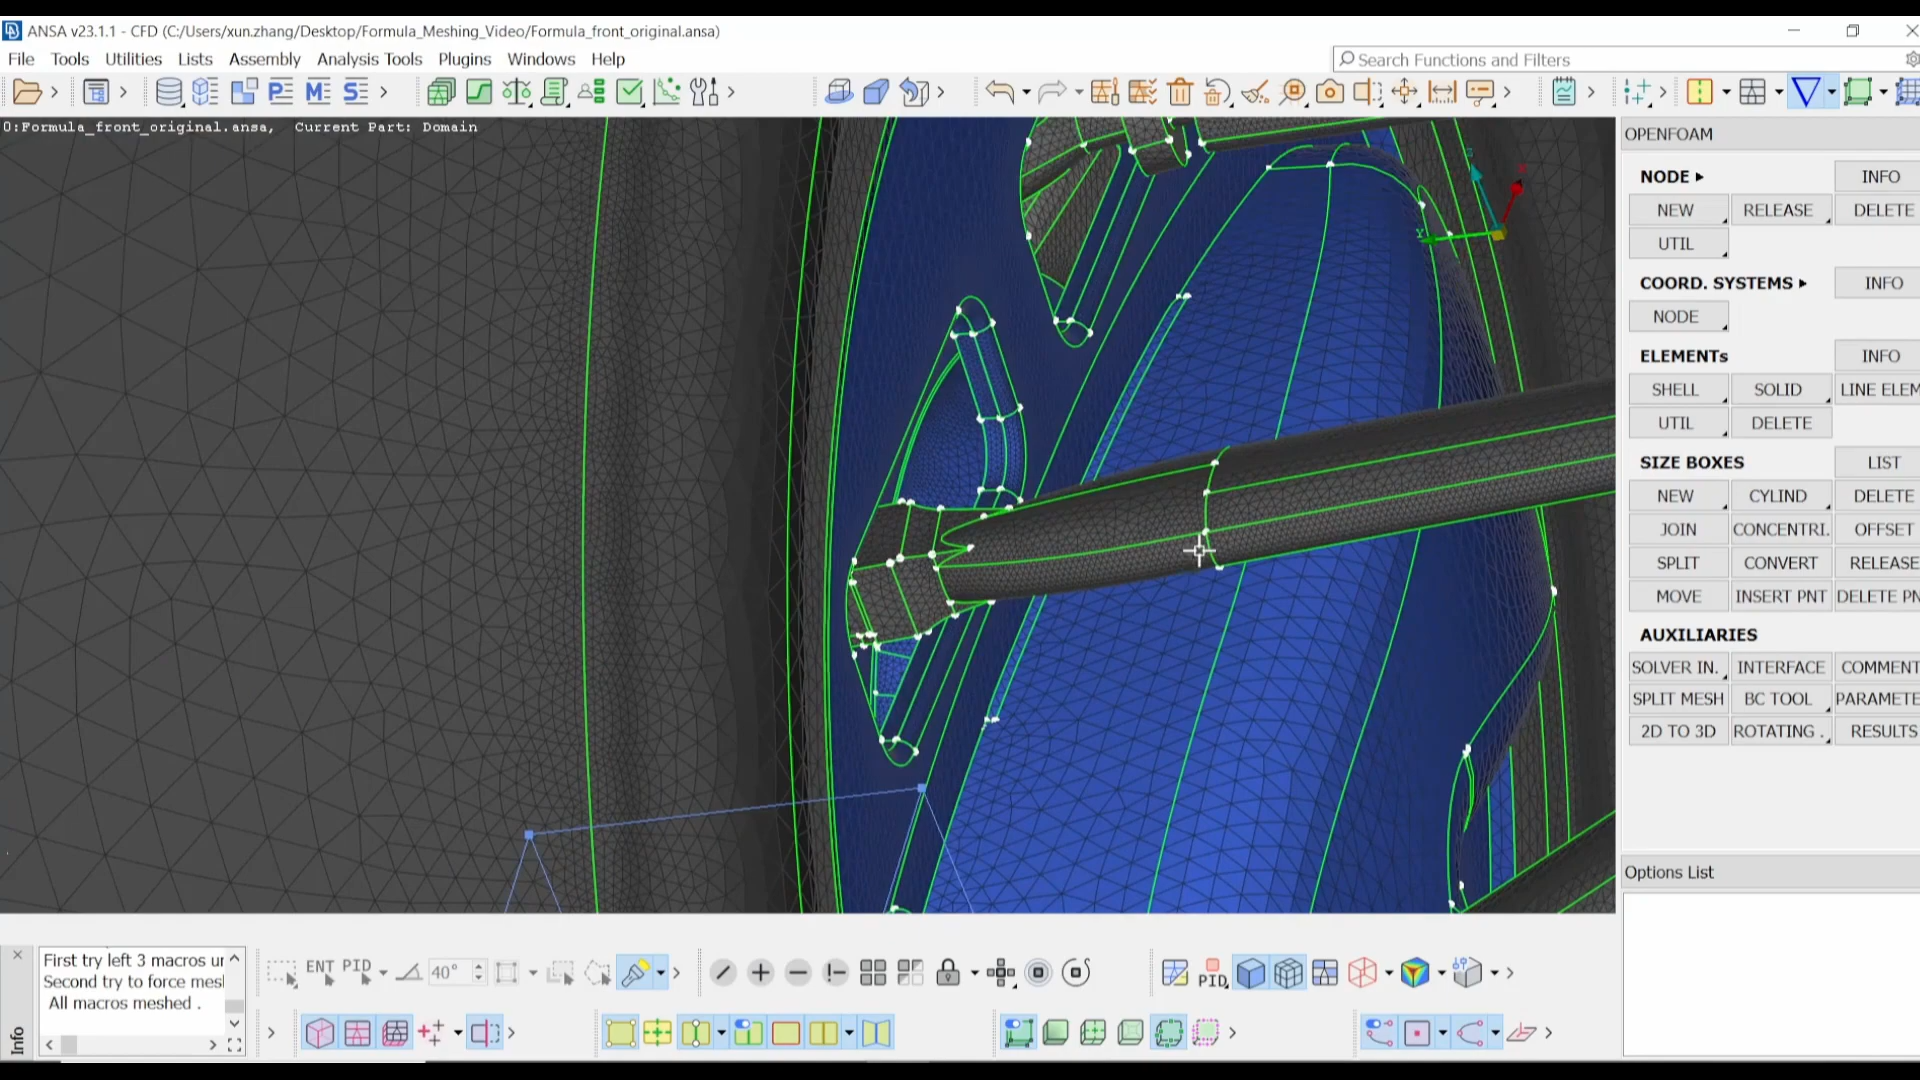 ANSA v23.1.1 - CFD (C:/Users/xun.zhang/Desktop/Formula_Meshing_Video/Formula_front_original.ansa)
File Tools Utilities Lists Assembly Analysis Tools Plugins Windows Help
Search Functions and Filters
0:Formula_front_original.ansa, Current Part: Domain
OPENFOAM
NODE INFO
NEW RELEASE DELETE
UTIL
COORD. SYSTEMS INFO
NODE
ELEMENTs INFO
SHELL SOLID LINE ELEM
UTIL DELETE
SIZE BOXES LIST
NEW CYLIND DELETE
JOIN CONCENTRI. OFFSET
SPLIT CONVERT RELEASE
MOVE INSERT PNT DELETE PN
AUXILIARIES
SOLVER IN. INTERFACE COMMENT
SPLIT MESH BC TOOL PARAMETE
2D TO 3D ROTATING . RESULTS
Options List
Info
First try left 3 macros ur
Second try to force mesh
All macros meshed .
ENT PID 40°
PID
Y